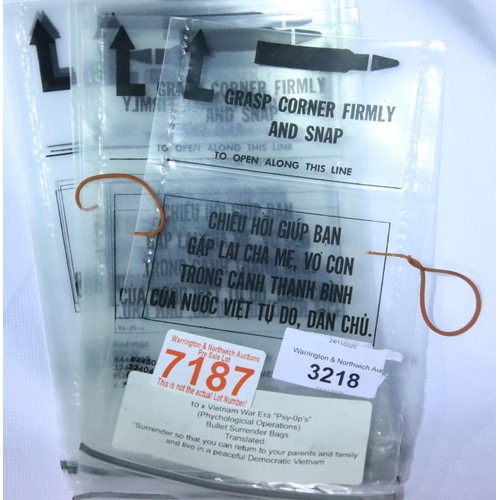 GRASP CORNER FIRMLY
AND SNAP
TO OPEN ALONG THIS LINE
CHIÊU HỒI GIÚP BẠN
GẶP LẠI CHA MẸ, VỢ CON
TRONG CẢNH THANH BÌNH
CỦA NƯỚC VIỆT TỰ DO, DÂN CHỦ.
Warrington & Northwich Auctions
Pre Sale Lot
7187
This is not the actual Lot Number!
Warrington & Northwich Auc
3218
10 x Vietnam War Era "Psy-0p's"
(Phychologicial Operations)
Bullet Surrender Bags
Translated:
"Surrender so that you can return to your parents and family
and live in a peaceful Democratic Vietnam